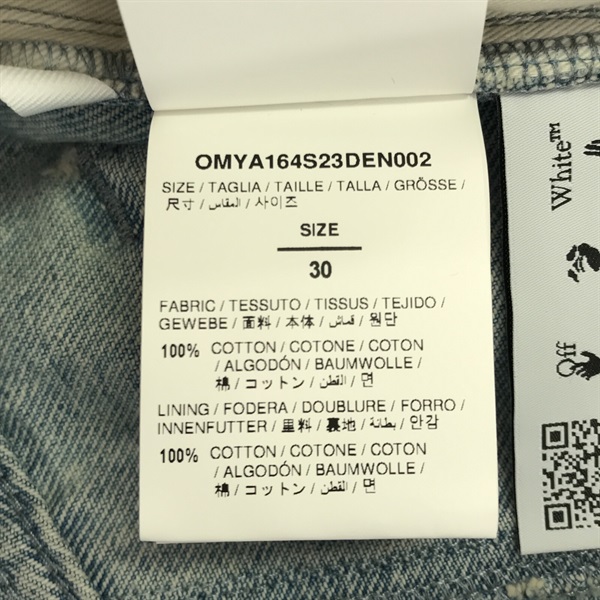 OMYA164S23DEN002
SIZE / TAGLIA / TAILLE / TALLA / GRÖSSE /
尺寸 / المقاس / 사이즈
SIZE
30
FABRIC / TESSUTO / TISSUS / TEJIDO /
GEWEBE / 面料 / 本体 / قماش / 원단
100% COTTON / COTONE / COTON
/ ALGODÓN / BAUMWOLLE /
棉 / コットン / القطن / 면
LINING / FODERA / DOUBLURE / FORRO /
INNENFUTTER / 里料 / 裏地 / بطانة / 안감
100% COTTON / COTONE / COTON
/ ALGODÓN / BAUMWOLLE /
棉 / コットン / القطن / 면
Off White™